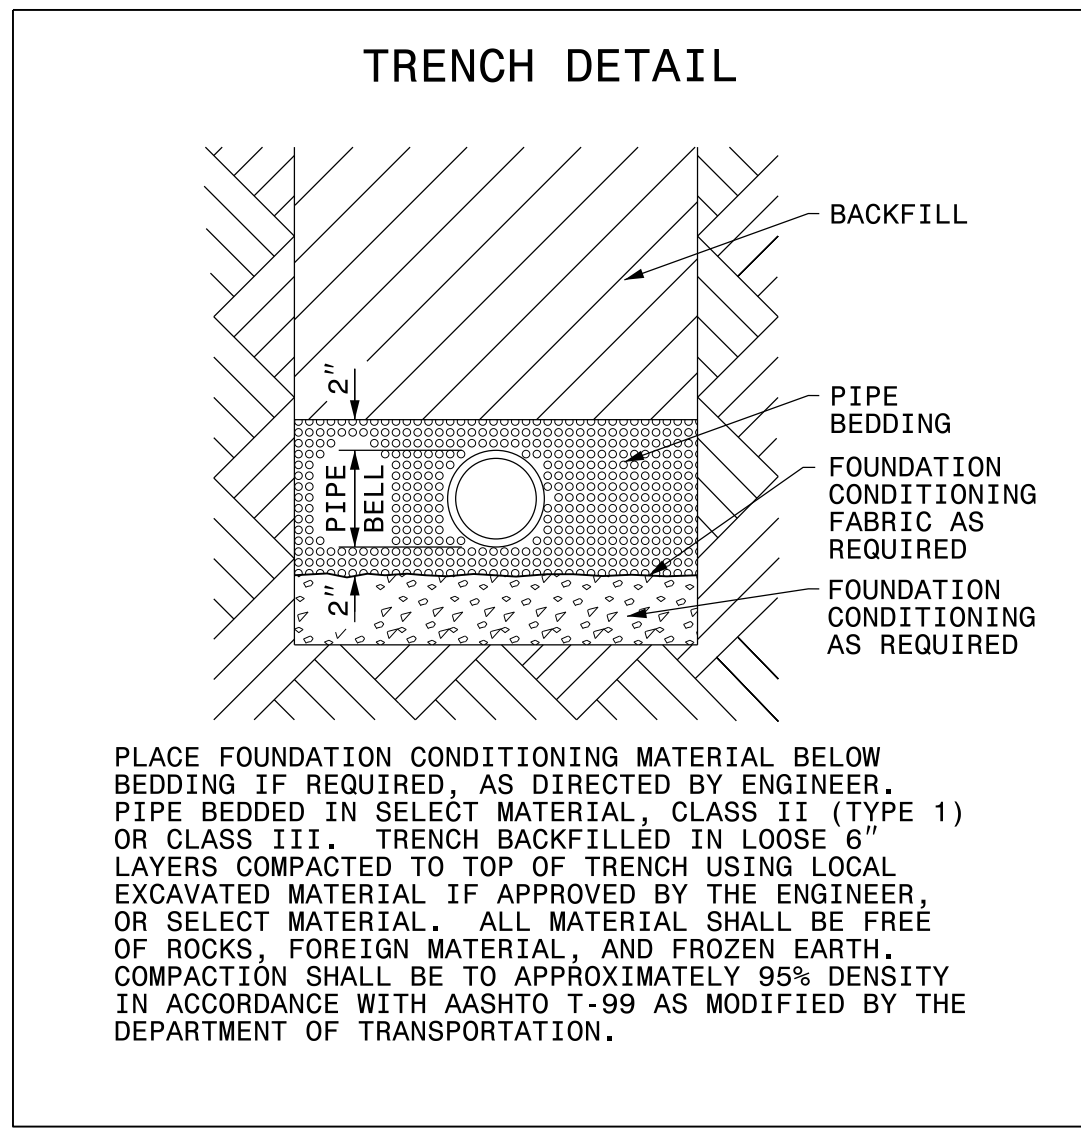 TRENCH DETAIL
BACKFILL
2"
PIPE
BEDDING
PIPE
BELL
FOUNDATION
CONDITIONING
FABRIC AS
REQUIRED
2"
FOUNDATION
CONDITIONING
AS REQUIRED
PLACE FOUNDATION CONDITIONING MATERIAL BELOW
BEDDING IF REQUIRED, AS DIRECTED BY ENGINEER.
PIPE BEDDED IN SELECT MATERIAL, CLASS II (TYPE 1)
OR CLASS III. TRENCH BACKFILLED IN LOOSE 6"
LAYERS COMPACTED TO TOP OF TRENCH USING LOCAL
EXCAVATED MATERIAL IF APPROVED BY THE ENGINEER,
OR SELECT MATERIAL. ALL MATERIAL SHALL BE FREE
OF ROCKS, FOREIGN MATERIAL, AND FROZEN EARTH.
COMPACTION SHALL BE TO APPROXIMATELY 95% DENSITY
IN ACCORDANCE WITH AASHTO T-99 AS MODIFIED BY THE
DEPARTMENT OF TRANSPORTATION.